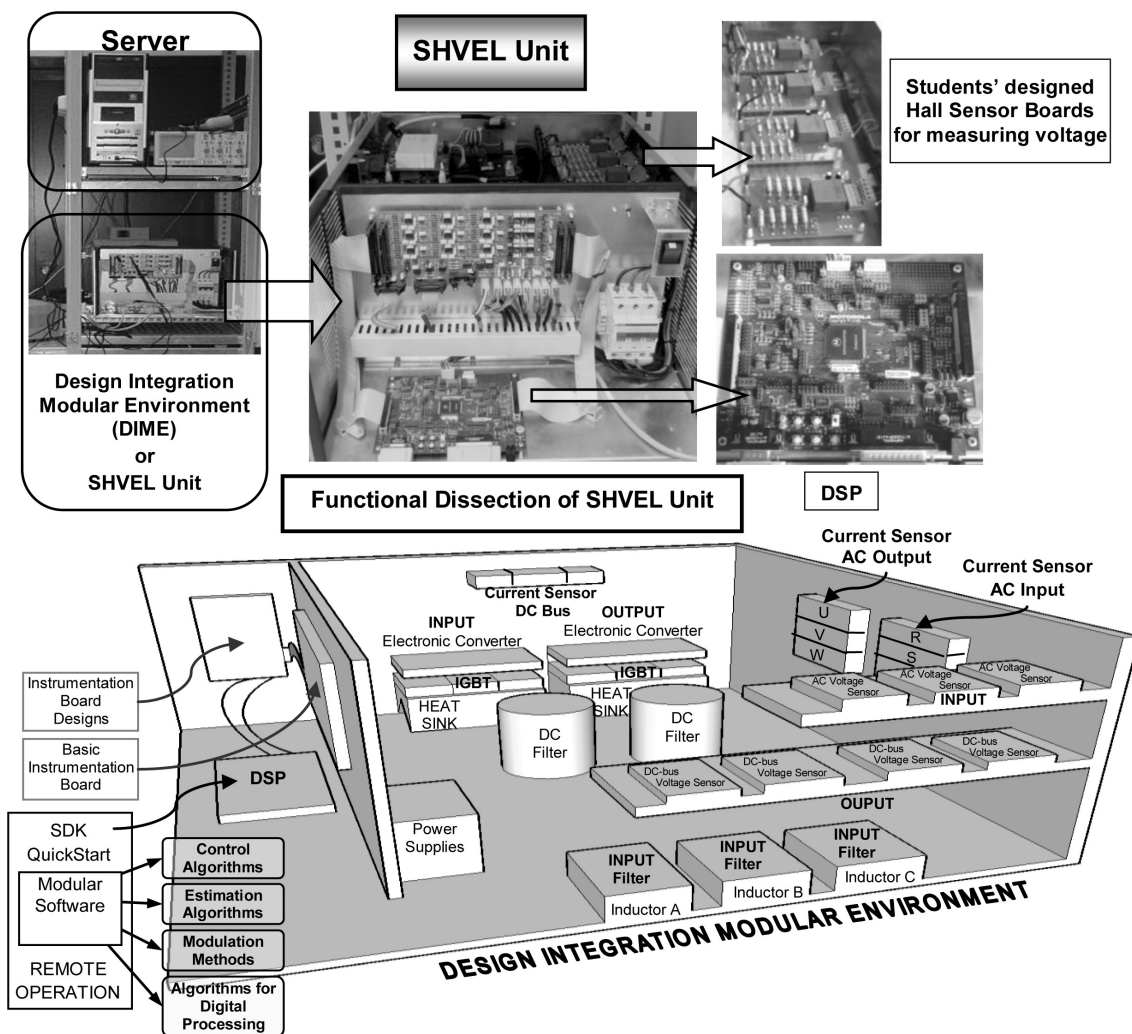 Server
SHVEL Unit
Students’ designed
Hall Sensor Boards
for measuring voltage
MOTOROLA
Design Integration
Modular Environment
(DIME)
or
SHVEL Unit
Functional Dissection of SHVEL Unit
DSP
Current Sensor
AC Output
Current Sensor
AC Input
Current Sensor
DC Bus
INPUT
Electronic Converter
OUTPUT
Electronic Converter
U
V
W
R
S
IGBT
HEAT
SINK
IGBT
HEAT
SINK
AC Voltage
Sensor
AC Voltage
Sensor
AC Voltage
Sensor
INPUT
DC
Filter
DC
Filter
DC-bus
Voltage Sensor
DC-bus
Voltage Sensor
DC-bus
Voltage Sensor
DC-bus
Voltage Sensor
OUPUT
Instrumentation
Board
Designs
Basic
Instrumentation
Board
DSP
Power
Supplies
INPUT
Filter
Inductor A
INPUT
Filter
Inductor B
INPUT
Filter
Inductor C
SDK
QuickStart
Modular
Software
REMOTE
OPERATION
Control
Algorithms
Estimation
Algorithms
Modulation
Methods
Algorithms for
Digital
Processing
DESIGN INTEGRATION MODULAR ENVIRONMENT